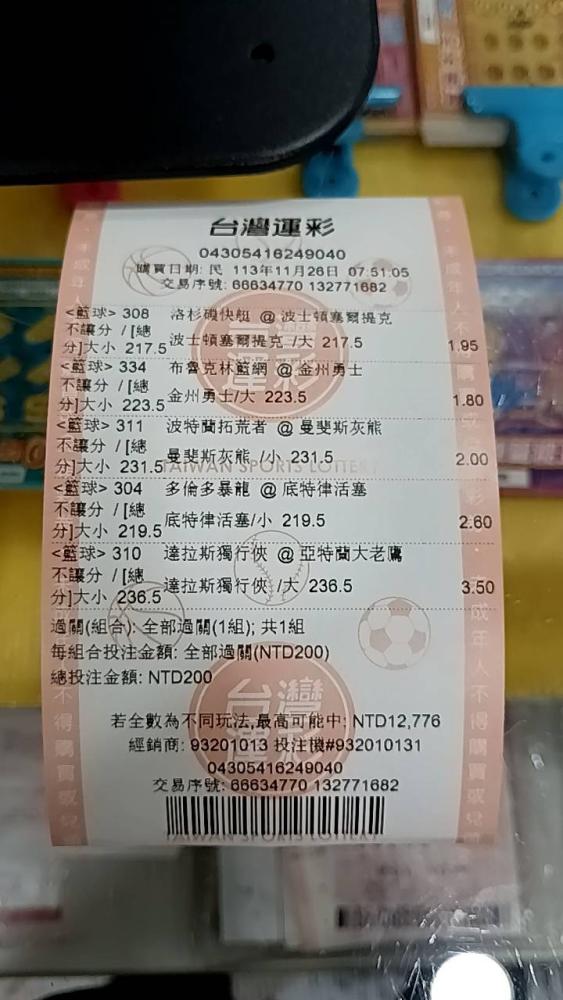 台灣運彩
04305416249040
購買日期: 民 113年11月26日 07:51:05
交易序號: 66634770 132771682
<籃球> 308 洛杉磯快艇 @ 波士頓塞爾提克
不讓分 / [總
分]大小 217.5 波士頓塞爾提克 /大 217.5 1.95
<籃球> 334 布魯克林籃網 @ 金州勇士
不讓分 / [總
分]大小 223.5 金州勇士/大 223.5 1.80
<籃球> 311 波特蘭拓荒者 @ 曼斐斯灰熊
不讓分 / [總
分]大小 231.5 曼斐斯灰熊 /小 231.5 2.00
TAIWAN SPORTS LOTTERY
<籃球> 304 多倫多暴龍 @ 底特律活塞
不讓分 / [總
分]大小 219.5 底特律活塞/小 219.5 2.60
<籃球> 310 達拉斯獨行俠 @ 亞特蘭大老鷹
不讓分 / [總
分]大小 236.5 達拉斯獨行俠 /大 236.5 3.50
過關(組合): 全部過關(1組); 共1組
每組合投注金額: 全部過關(NTD200)
總投注金額: NTD200
台灣運彩
若全數為不同玩法,最高可能中: NTD12,776
經銷商: 93201013 投注機#932010131
04305416249040
交易序號: 66634770 132771682
TAIWAN SPORTS LOTTERY